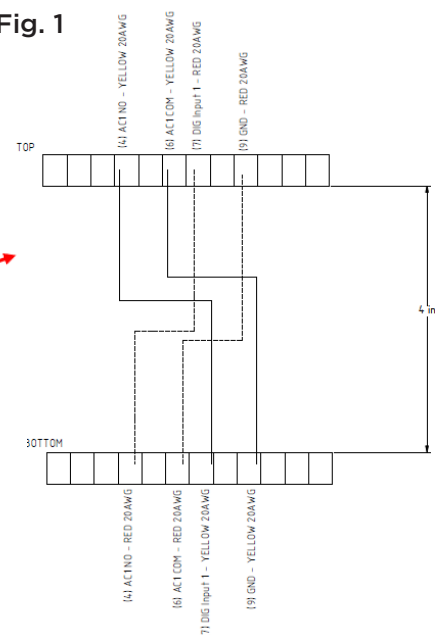 Fig. 1
(4) AC1 NO - YELLOW 20AWG
(6) AC1 COM - YELLOW 20AWG
(7) DIG Input 1 - RED 20AWG
(9) GND - RED 20AWG
TOP
4 in
BOTTOM
(4) AC1 NO - RED 20AWG
(6) AC1 COM - RED 20AWG
7) DIG Input 1 - YELLOW 20AWG
(9) GND - YELLOW 20AWG